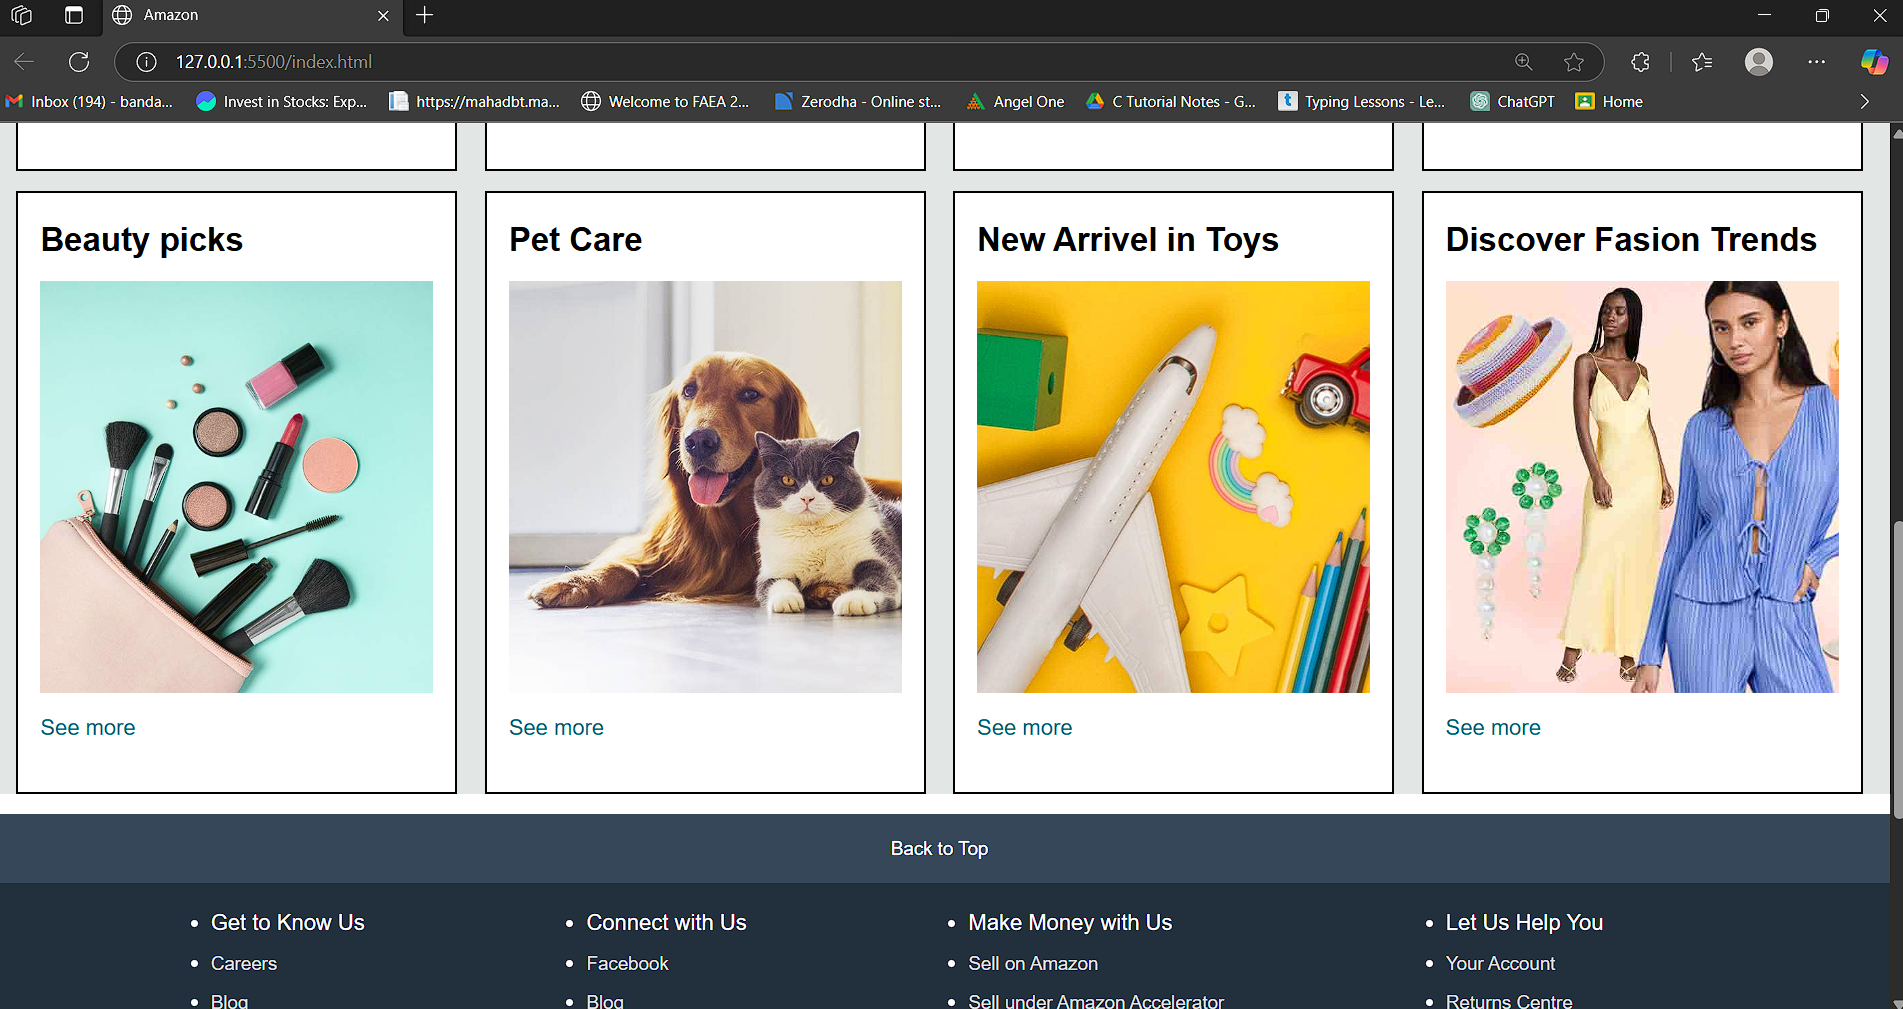 Amazon
127.0.0.1:5500/index.html
Inbox (194) - banda... Invest in Stocks: Exp... https://mahadbt.ma... Welcome to FAEA 2... Zerodha - Online st... Angel One C Tutorial Notes - G... Typing Lessons - Le... ChatGPT Home
Beauty picks
Pet Care
New Arrivel in Toys
Discover Fasion Trends
See more
See more
See more
See more
Back to Top
Get to Know Us
Careers
Blog
Connect with Us
Facebook
Blog
Make Money with Us
Sell on Amazon
Sell under Amazon Accelerator
Let Us Help You
Your Account
Returns Centre